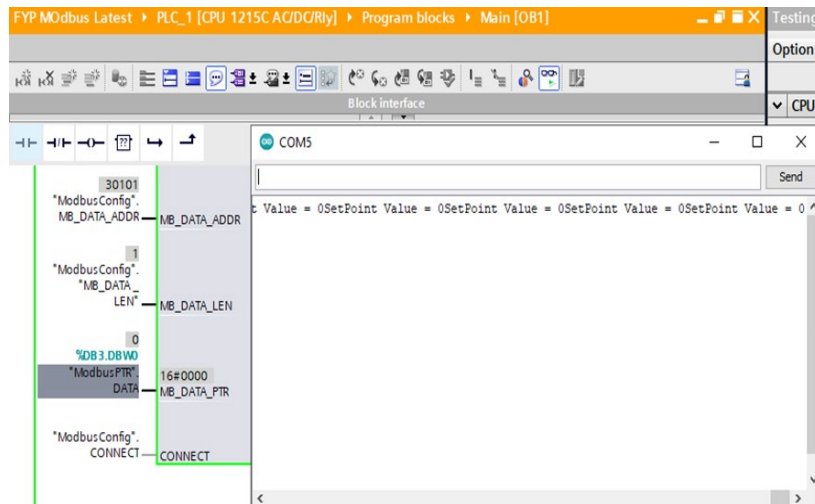 FYP MOdbus Latest ▸ PLC_1 [CPU 1215C AC/DC/Rly] ▸ Program blocks ▸ Main [OB1]
Testing
Option
Block interface
CPU
??
COM5
Send
t Value = 0SetPoint Value = 0SetPoint Value = 0SetPoint Value = 0SetPoint Value = 0
30101
"ModbusConfig".
MB_DATA_ADDR
MB_DATA_ADDR
1
"ModbusConfig".
"MB_DATA_
LEN"
MB_DATA_LEN
0
%DB3.DBW0
"ModbusPTR".
DATA
16#0000
MB_DATA_PTR
"ModbusConfig".
CONNECT
CONNECT